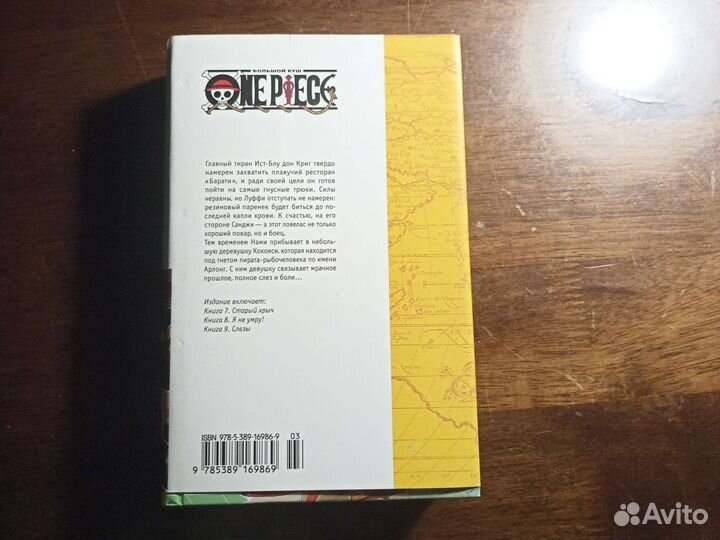 БОЛЬШОЙ КУШ
ONE PIECE
Главный тиран Ист-Блу дон Криг твердо
намерен захватить плавучий ресторан
«Барати», и ради своей цели он готов
пойти на самые гнусные трюки. Силы
неравны, но Луффи отступать не намерен:
резиновый паренек будет биться до по-
следней капли крови. К счастью, на его
стороне Санджи — а этот ловелас не только
хороший повар, но и боец.
Тем временем Нами прибывает в неболь-
шую деревушку Кокояси, которая находится
под гнетом пирата-рыбочеловека по имени
Арлонг. С ним девушку связывает мрачное
прошлое, полное слез и боли...
Издание включает:
Книга 7. Старый хрыч
Книга 8. Я не умру!
Книга 9. Слезы
ISBN 978-5-389-16986-9
03
9 785389 169869
Avito